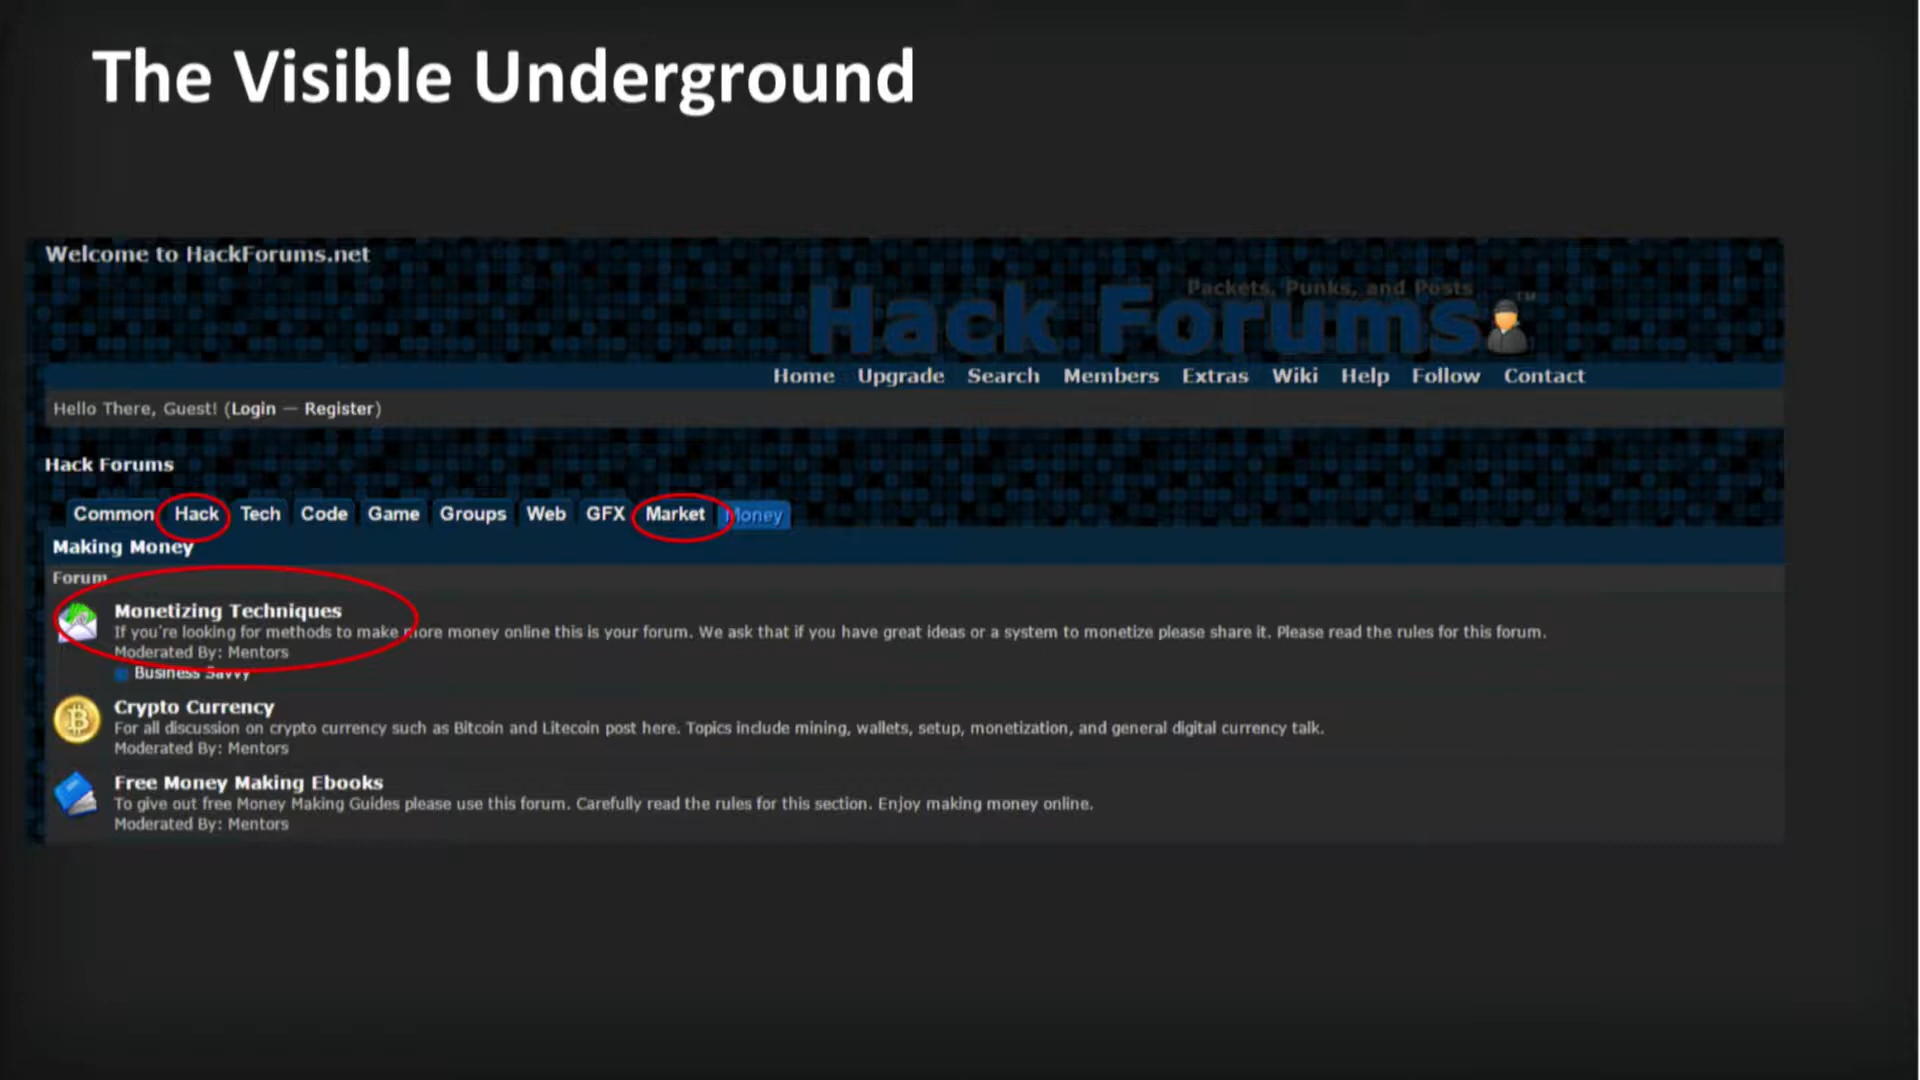 The Visible Underground
Welcome to HackForums.net
Packets, Punks, and Posts
Hack Forums™
Home Upgrade Search Members Extras Wiki Help Follow Contact
Hello There, Guest! (Login — Register)
Hack Forums
Common Hack Tech Code Game Groups Web GFX Market Money
Making Money
Forum
Monetizing Techniques
If you're looking for methods to make more money online this is your forum. We ask that if you have great ideas or a system to monetize please share it. Please read the rules for this forum.
Moderated By: Mentors
Business Savvy
Crypto Currency
For all discussion on crypto currency such as Bitcoin and Litecoin post here. Topics include mining, wallets, setup, monetization, and general digital currency talk.
Moderated By: Mentors
Free Money Making Ebooks
To give out free Money Making Guides please use this forum. Carefully read the rules for this section. Enjoy making money online.
Moderated By: Mentors